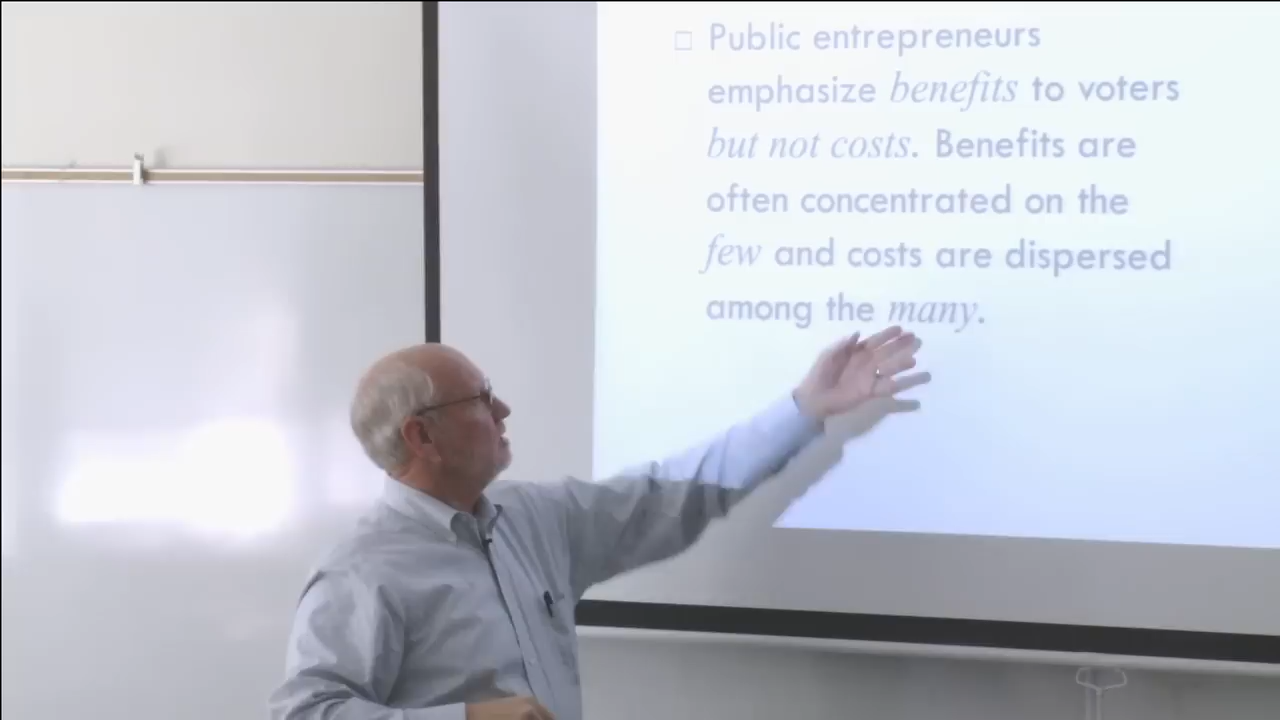 □ Public entrepreneurs
emphasize benefits to voters
but not costs. Benefits are
often concentrated on the
few and costs are dispersed
among the many.